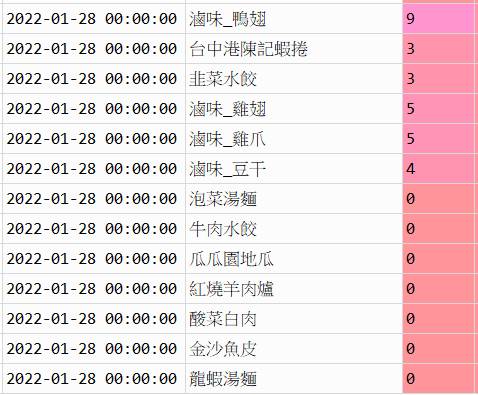 2022-01-28 00:00:00 滷味_鴨翅 9
2022-01-28 00:00:00 台中港陳記蝦捲 3
2022-01-28 00:00:00 韭菜水餃 3
2022-01-28 00:00:00 滷味_雞翅 5
2022-01-28 00:00:00 滷味_雞爪 5
2022-01-28 00:00:00 滷味_豆干 4
2022-01-28 00:00:00 泡菜湯麵 0
2022-01-28 00:00:00 牛肉水餃 0
2022-01-28 00:00:00 瓜瓜園地瓜 0
2022-01-28 00:00:00 紅燒羊肉爐 0
2022-01-28 00:00:00 酸菜白肉 0
2022-01-28 00:00:00 金沙魚皮 0
2022-01-28 00:00:00 龍蝦湯麵 0